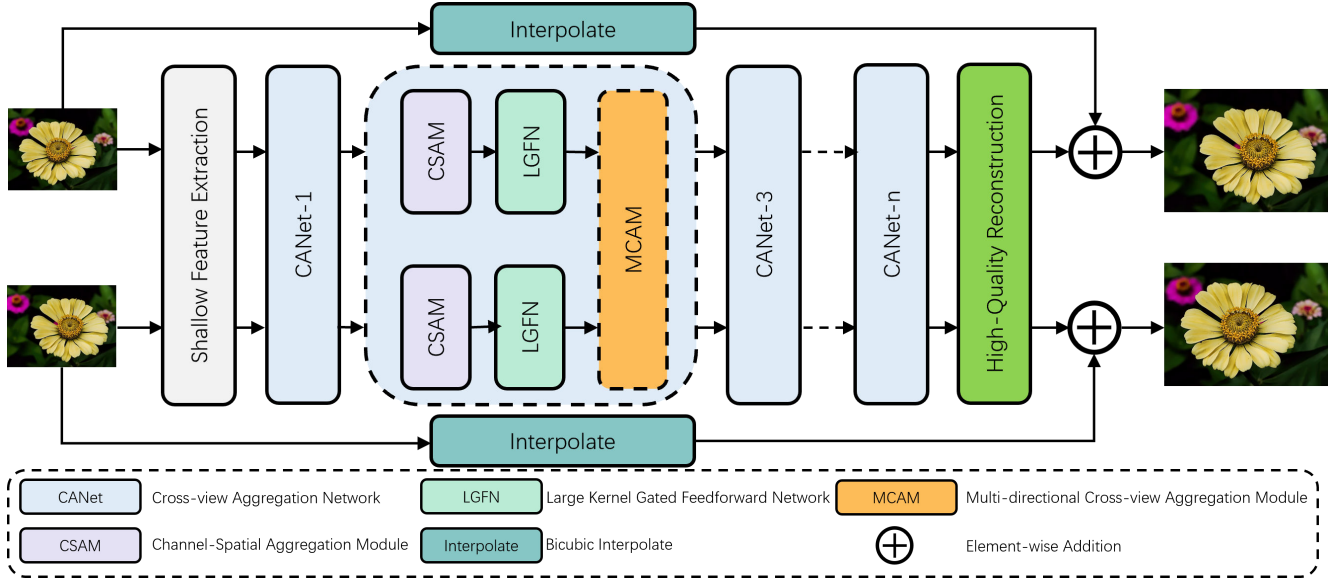 Interpolate
Shallow Feature Extraction
CANet-1
CSAM
LGFN
MCAM
CSAM
LGFN
CANet-3
CANet-n
High-Quality Reconstruction
Interpolate
CANet
Cross-view Aggregation Network
LGFN
Large Kernel Gated Feedforward Network
MCAM
Multi-directional Cross-view Aggregation Module
CSAM
Channel-Spatial Aggregation Module
Interpolate
Bicubic Interpolate
Element-wise Addition